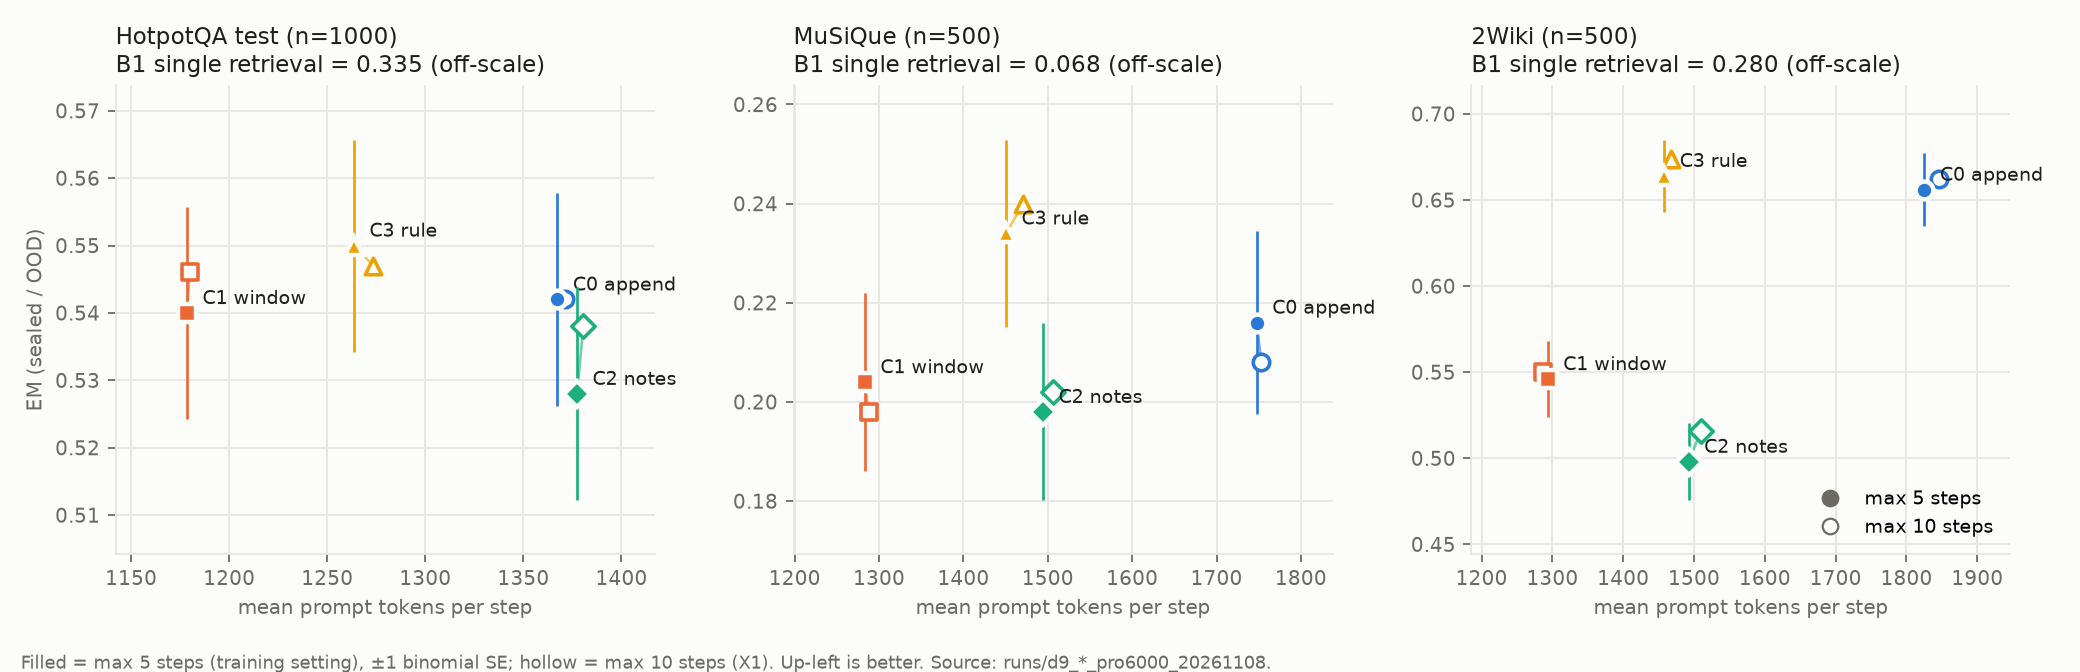 HotpotQA test (n=1000)
B1 single retrieval = 0.335 (off-scale)
EM (sealed / OOD)
0.57
0.56
0.55
0.54
0.53
0.52
0.51
C1 window
C3 rule
C0 append
C2 notes
1150 1200 1250 1300 1350 1400
mean prompt tokens per step
MuSiQue (n=500)
B1 single retrieval = 0.068 (off-scale)
0.26
0.24
0.22
0.20
0.18
C3 rule
C0 append
C1 window
C2 notes
1200 1300 1400 1500 1600 1700 1800
mean prompt tokens per step
2Wiki (n=500)
B1 single retrieval = 0.280 (off-scale)
0.70
0.65
0.60
0.55
0.50
0.45
C3 rule
C0 append
C1 window
C2 notes
max 5 steps
max 10 steps
1200 1300 1400 1500 1600 1700 1800 1900
mean prompt tokens per step
Filled = max 5 steps (training setting), ±1 binomial SE; hollow = max 10 steps (X1). Up-left is better. Source: runs/d9_*_pro6000_20261108.